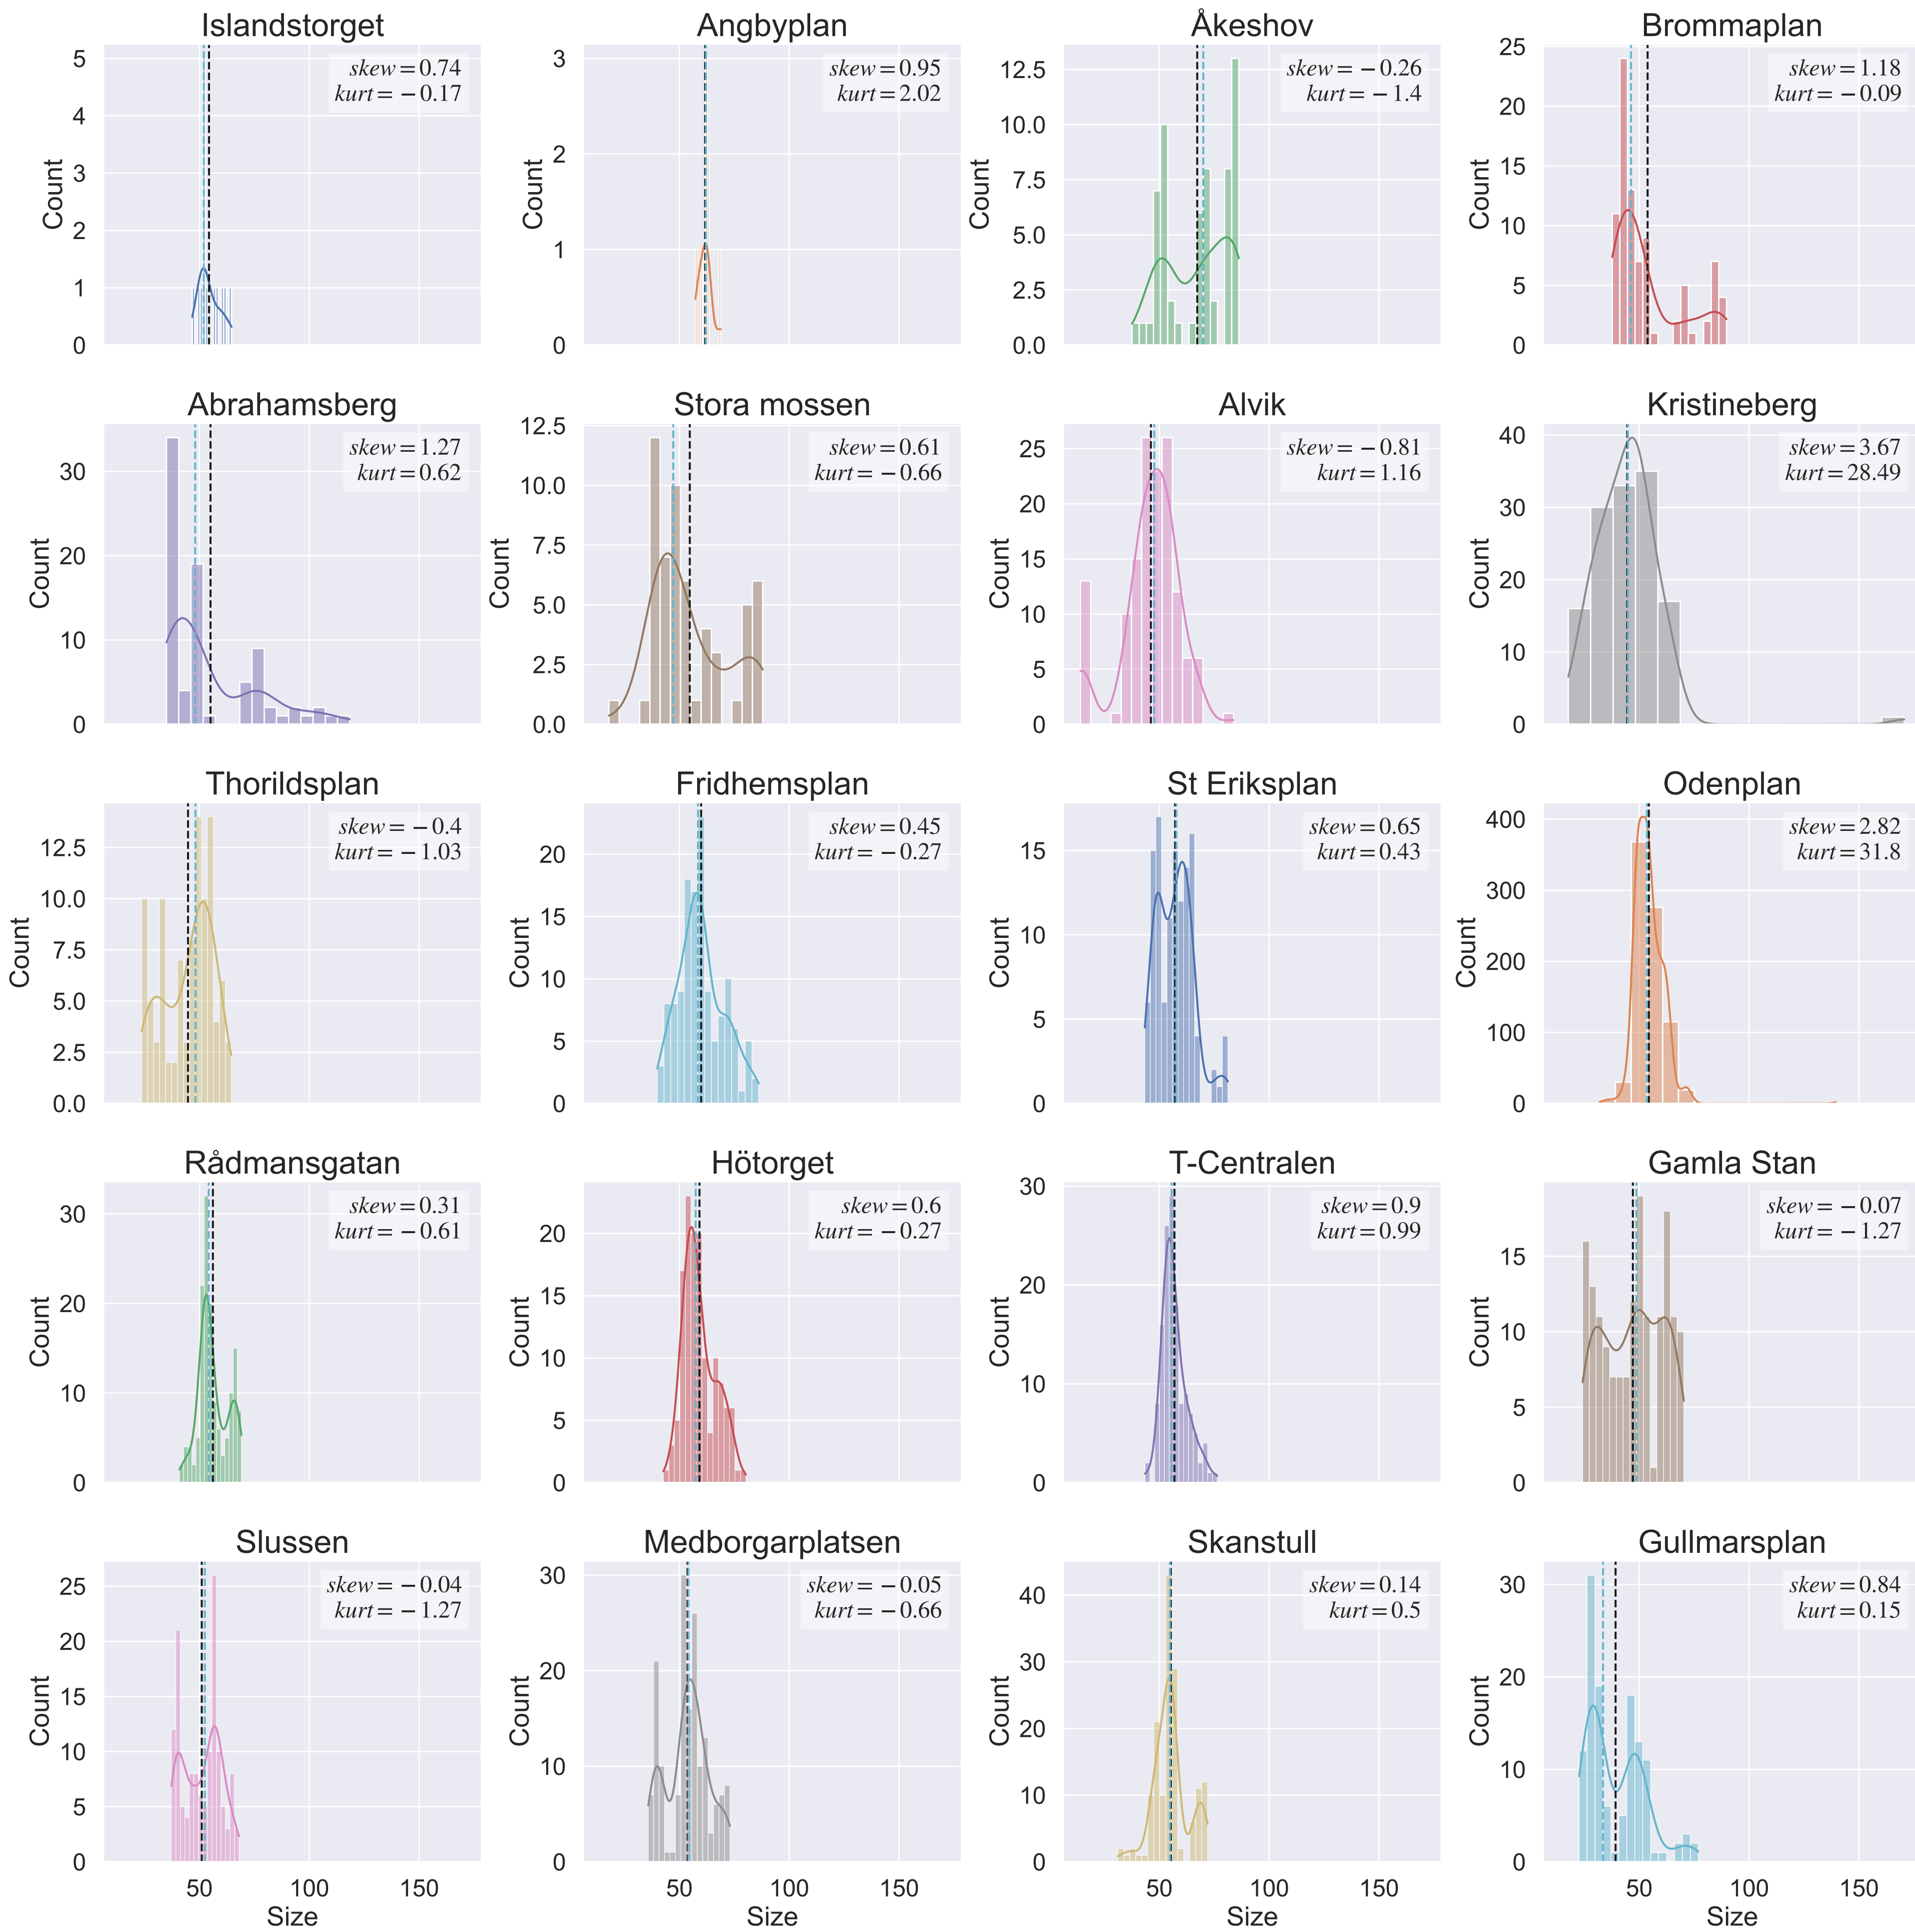 Islandstorget
5
4
3
2
1
0
Count
skew = 0.74
kurt = −0.17
Angbyplan
3
2
1
0
Count
skew = 0.95
kurt = 2.02
Åkeshov
12.5
10.0
7.5
5.0
2.5
0.0
Count
skew = −0.26
kurt = −1.4
Brommaplan
25
20
15
10
5
0
Count
skew = 1.18
kurt = −0.09
Abrahamsberg
30
20
10
0
Count
skew = 1.27
kurt = 0.62
Stora mossen
12.5
10.0
7.5
5.0
2.5
0.0
Count
skew = 0.61
kurt = −0.66
Alvik
25
20
15
10
5
0
Count
skew = −0.81
kurt = 1.16
Kristineberg
40
30
20
10
0
Count
skew = 3.67
kurt = 28.49
Thorildsplan
12.5
10.0
7.5
5.0
2.5
0.0
Count
skew = −0.4
kurt = −1.03
Fridhemsplan
20
15
10
5
0
Count
skew = 0.45
kurt = −0.27
St Eriksplan
15
10
5
0
Count
skew = 0.65
kurt = 0.43
Odenplan
400
300
200
100
0
Count
skew = 2.82
kurt = 31.8
Rådmansgatan
30
20
10
0
Count
skew = 0.31
kurt = −0.61
Hötorget
20
15
10
5
0
Count
skew = 0.6
kurt = −0.27
T-Centralen
30
20
10
0
Count
skew = 0.9
kurt = 0.99
Gamla Stan
15
10
5
0
Count
skew = −0.07
kurt = −1.27
Slussen
25
20
15
10
5
0
Count
skew = −0.04
kurt = −1.27
50 100 150
Size
Medborgarplatsen
30
20
10
0
Count
skew = −0.05
kurt = −0.66
50 100 150
Size
Skanstull
40
30
20
10
0
Count
skew = 0.14
kurt = 0.5
50 100 150
Size
Gullmarsplan
30
20
10
0
Count
skew = 0.84
kurt = 0.15
50 100 150
Size